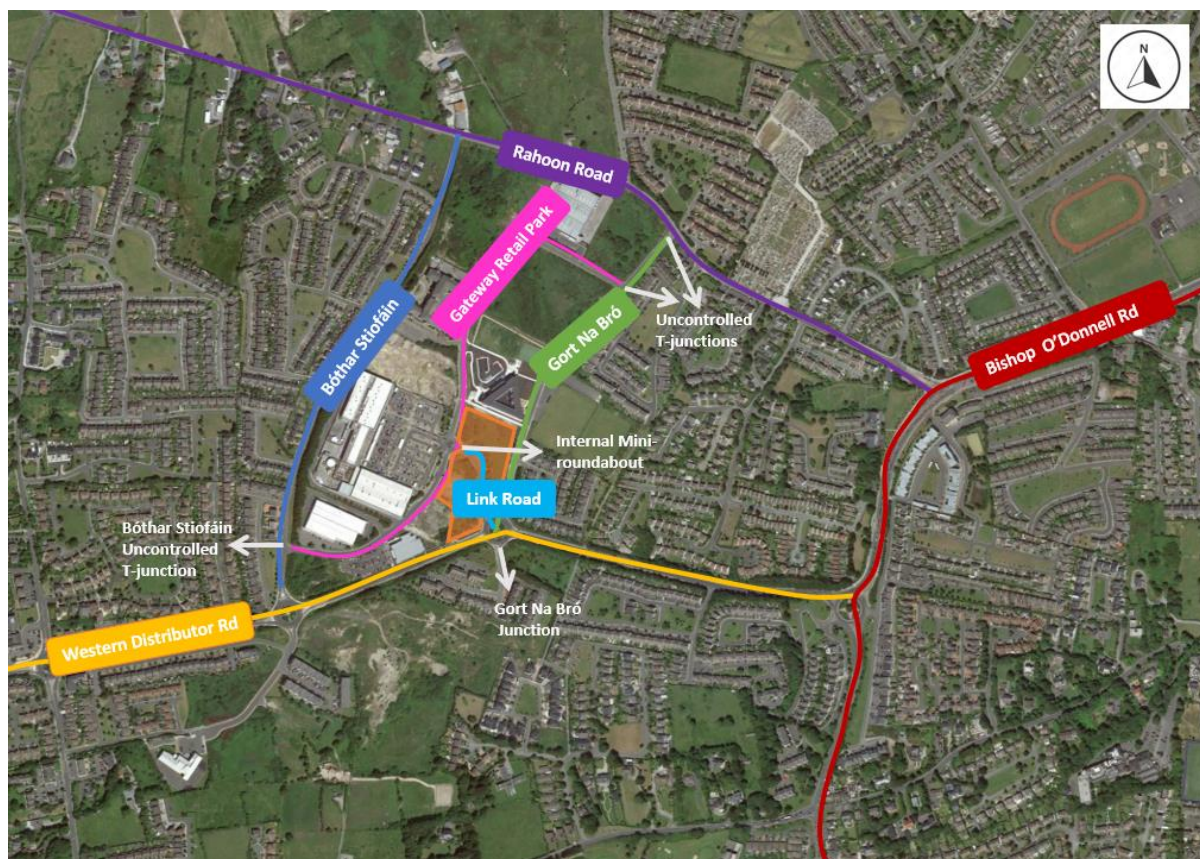 N
Rahoon Road
Gateway Retail Park
Bóthar Stiofáin
Gort Na Bró
Uncontrolled
T-junctions
Bishop O'Donnell Rd
Internal Mini-
roundabout
Link Road
Bóthar Stiofáin
Uncontrolled
T-junction
Gort Na Bró
Junction
Western Distributor Rd